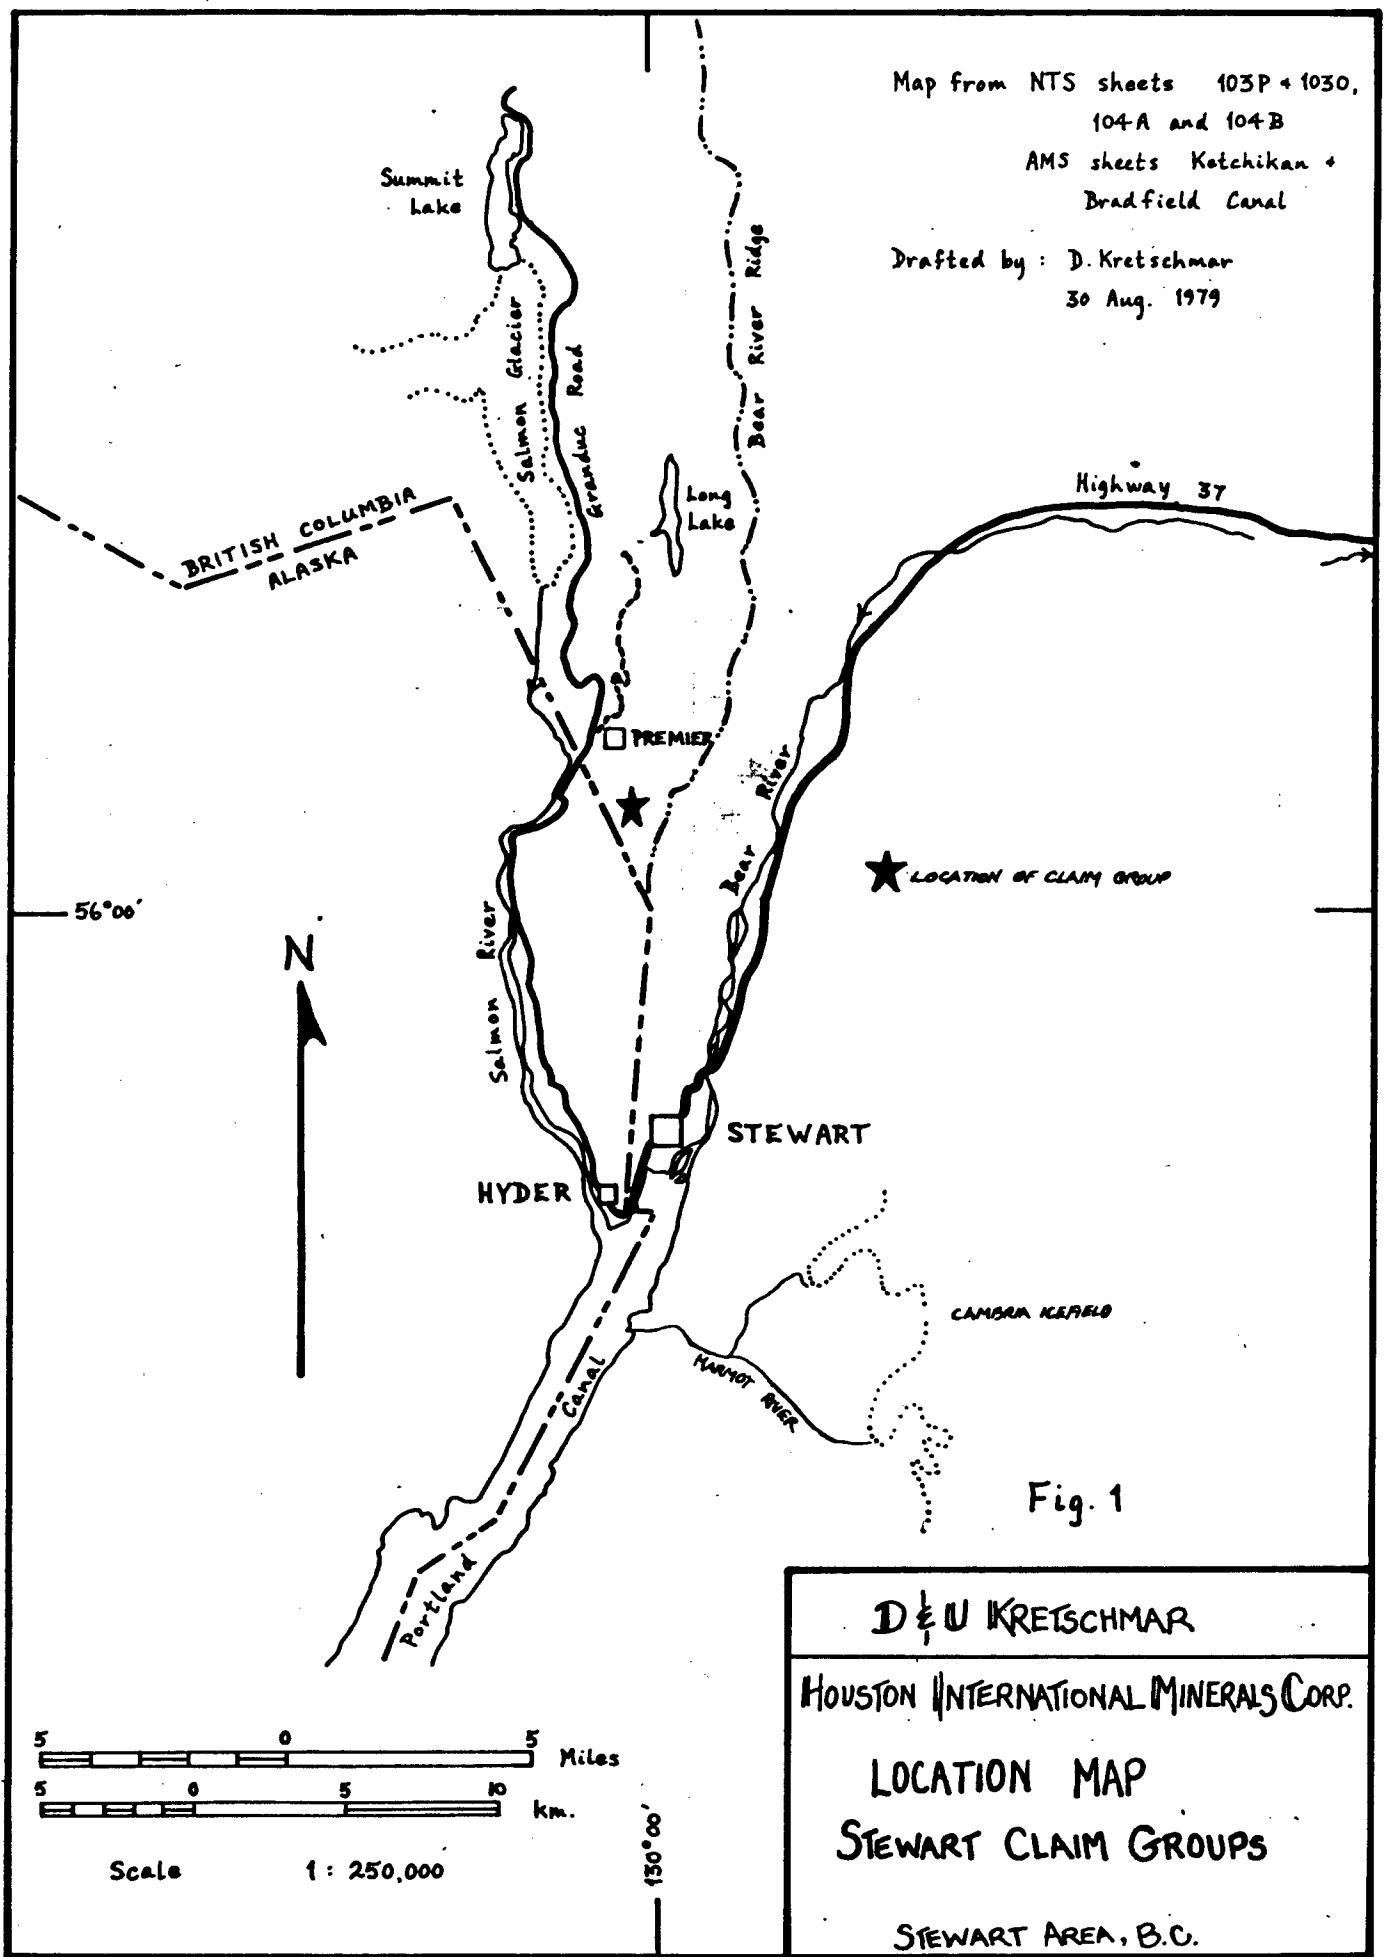 Map from NTS sheets 103P & 103O,
104A and 104B
AMS sheets Ketchikan &
Bradfield Canal
Drafted by : D. Kretschmar
30 Aug. 1979
Summit
Lake
Salmon Glacier
Granduc Road
Bear River Ridge
Long
Lake
Highway 37
BRITISH COLUMBIA
ALASKA
PREMIER
Bear River
LOCATION OF CLAIM GROUP
56°00'
N
Salmon River
STEWART
HYDER
CAMBRIA ICEFIELD
MARMOT RIVER
Portland Canal
Fig. 1
D & U KRETSCHMAR
HOUSTON INTERNATIONAL MINERALS CORP.
LOCATION MAP
STEWART CLAIM GROUPS
STEWART AREA, B.C.
5 0 5 Miles
5 0 5 10 km.
Scale 1 : 250,000
130°00'